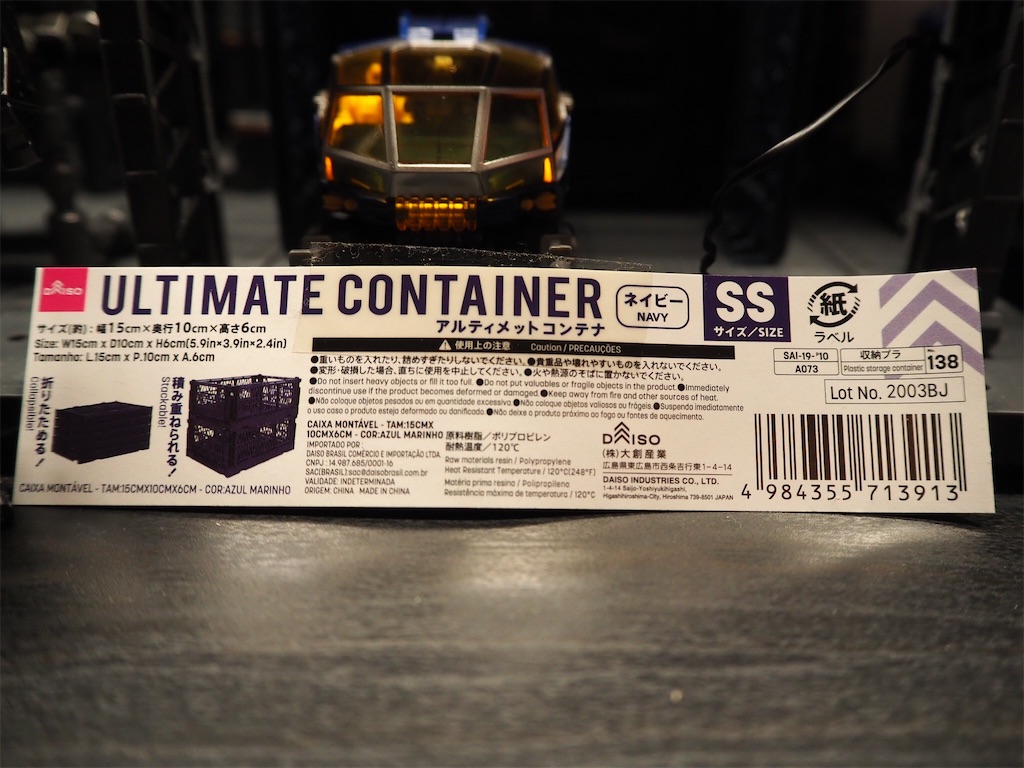 DAISO
ULTIMATE CONTAINER
アルティメットコンテナ
ネイビー
NAVY
SS
サイズ/SIZE
紙
ラベル
サイズ(約):幅15cm×奥行10cm×高さ6cm
Size: W15cm x D10cm x H6cm(5.9in×3.9in×2.4in)
Tamanho: L.15cm x P.10cm x A.6cm
折りたためる!
Collapsible!
積み重ねられる!
Stackable!
CAIXA MONTÁVEL - TAM:15CMX10CMX6CM - COR:AZUL MARINHO
使用上の注意 Caution / PRECAUÇÕES
●重いものを入れたり、詰めすぎたりしないでください。●貴重品や壊れやすいものを入れないでください。
●変形・破損した場合、直ちに使用を中止してください。●火や熱源のそばに置かないでください。
●Do not insert heavy objects or fill it too full. ●Do not put valuables or fragile objects in the product. ●Immediately
discontinue use if the product becomes deformed or damaged. ●Keep away from fire and other sources of heat.
●Não coloque objetos pesados ou em quantidade excessiva. ●Não coloque objetos valiosos ou frágeis. ●Suspenda imediatamente
o uso caso o produto esteja deformado ou danificado. ●Não deixe o produto próximo ao fogo ou fontes de aquecimento.
CAIXA MONTÁVEL - TAM:15CMX
10CMX6CM - COR:AZUL MARINHO
IMPORTADO POR:
DAISO BRASIL COMÉRCIO E IMPORTAÇÃO LTDA.
CNPJ: 14.987.685/0001-16
SAC(BRASIL):sac@daisobrasil.com.br
VALIDADE: INDETERMINADA
ORIGEM: CHINA MADE IN CHINA
原料樹脂/ポリプロピレン
耐熱温度/120℃
Raw materials resin / Polypropylene
Heat Resistant Temperature / 120°C(248°F)
Matéria prima resina / Polipropileno
Resistência máxima de temperatura / 120°C
DAISO
(株)大創産業
広島県東広島市西条吉行東1-4-14
DAISO INDUSTRIES CO., LTD.
1-4-14 Saijo-Yoshiyukihigashi,
Higashihiroshima-City, Hiroshima 739-8501 JAPAN
SAI-19-'10
A073
収納プラ
Plastic storage container
No.
138
Lot No. 2003BJ
4 984355 713913